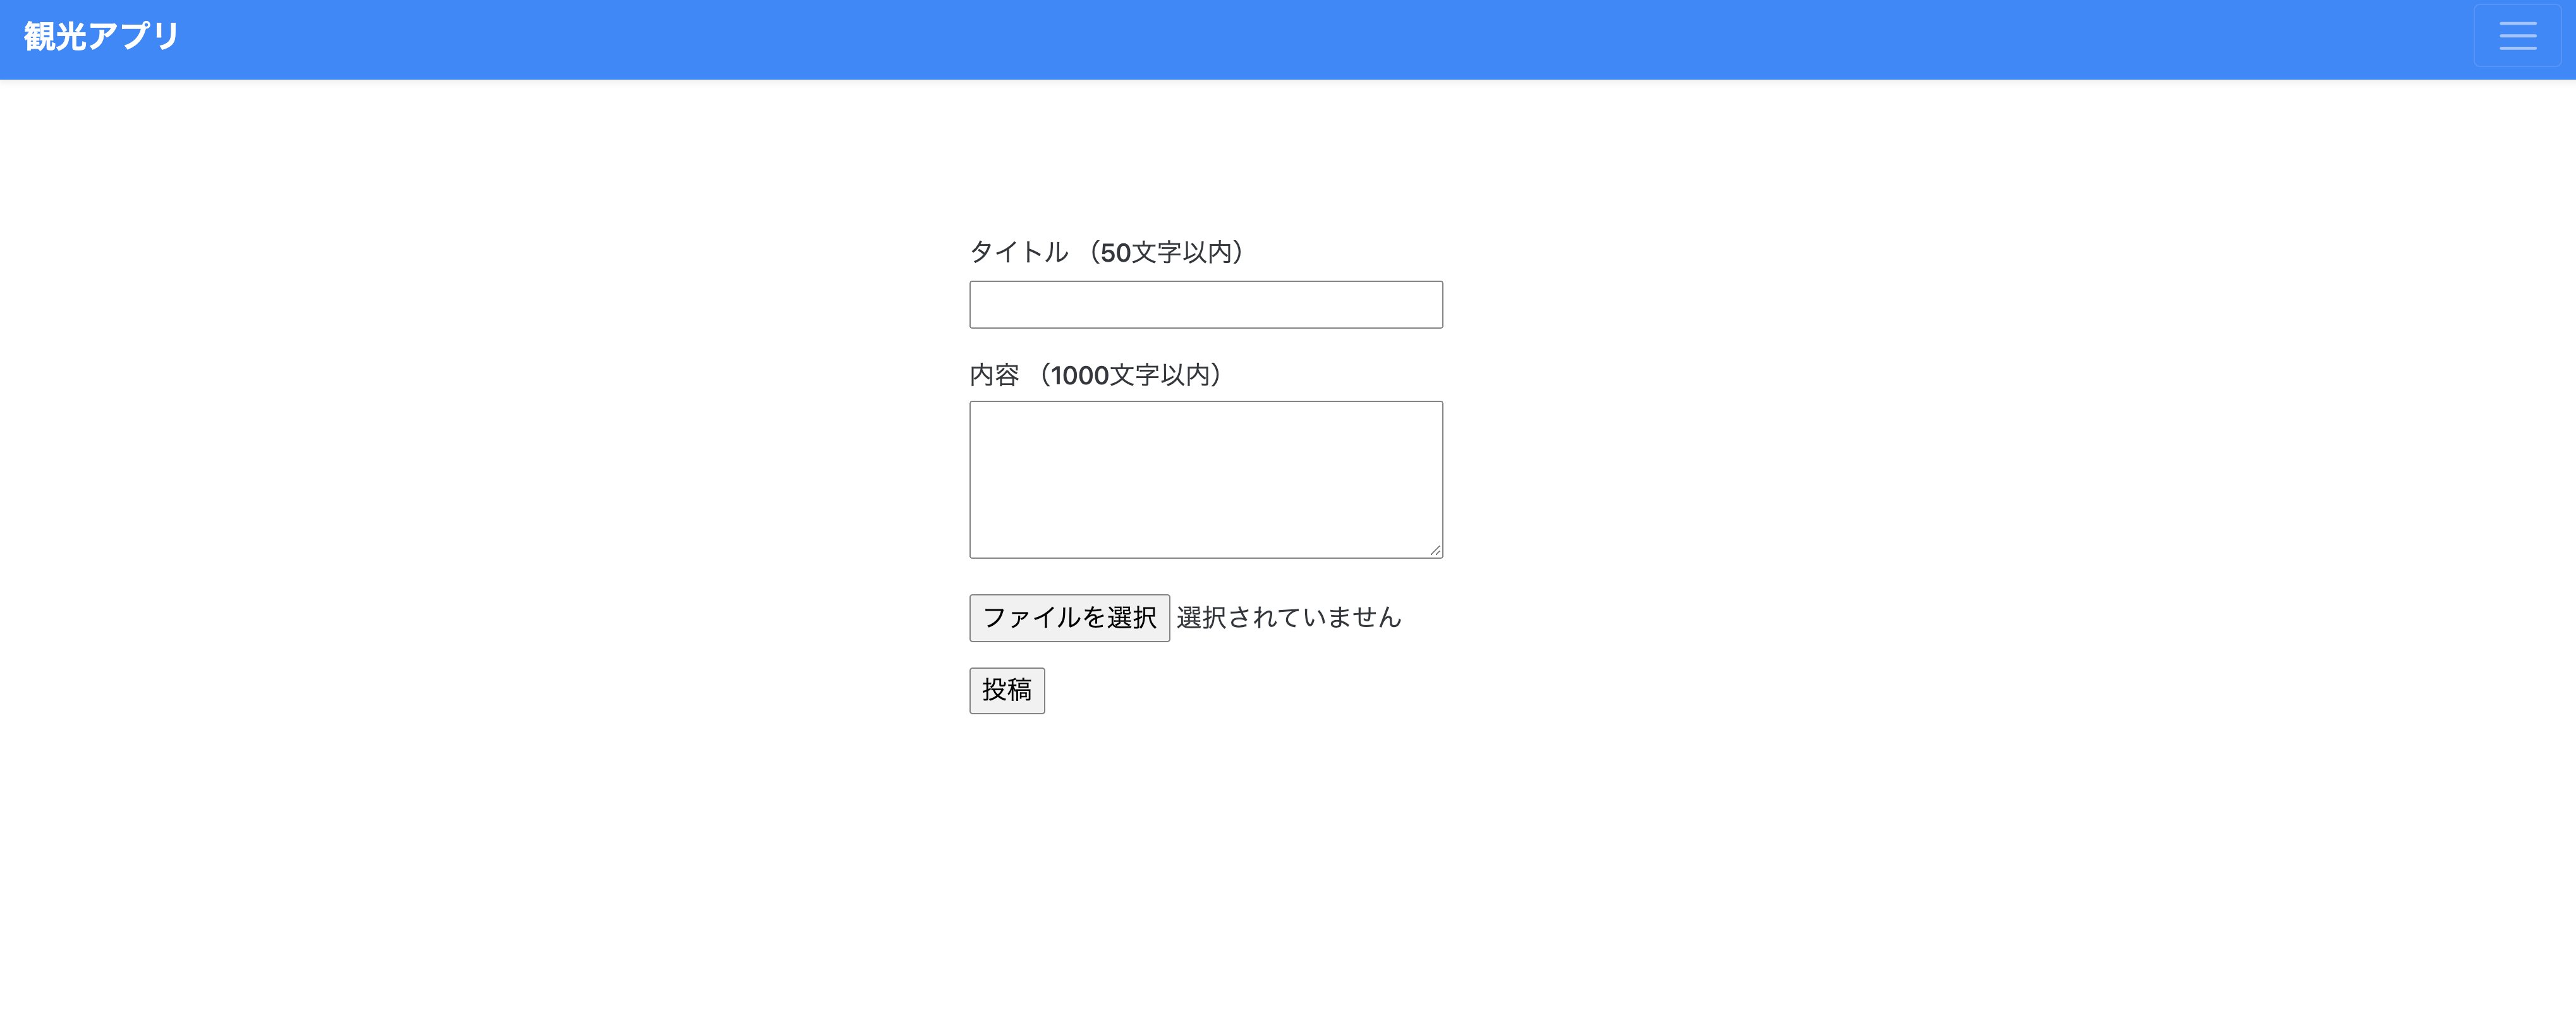 観光アプリ
タイトル （50文字以内）
内容 （1000文字以内）
ファイルを選択 選択されていません
投稿